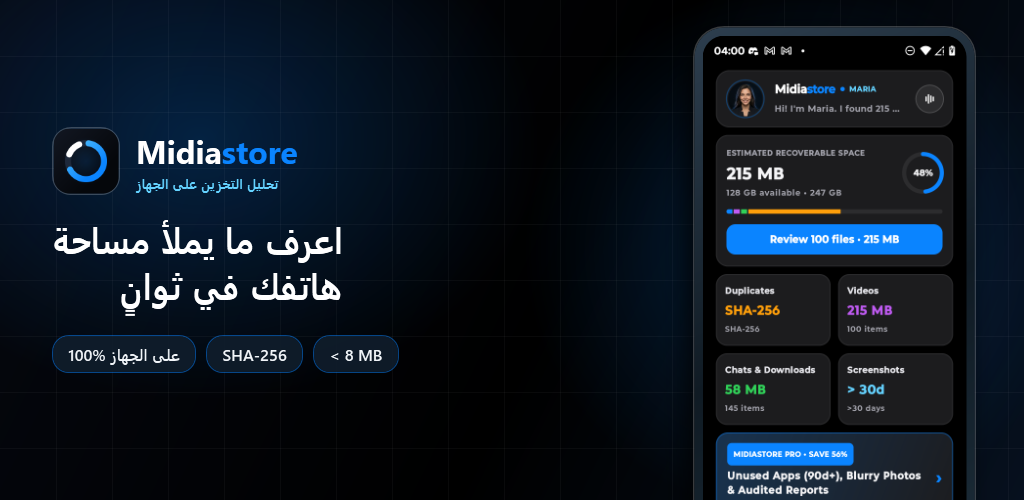 Midiastore
تحليل التخزين على الجهاز
اعرف ما يملأ مساحة
هاتفك في ثوانٍ
100% على الجهاز
SHA-256
< 8 MB
04:00
Midiastore • MARIA
Hi! I'm Maria. I found 215 ...
ESTIMATED RECOVERABLE SPACE
215 MB
48%
128 GB available • 247 GB
Review 100 files • 215 MB
Duplicates
SHA-256
SHA-256
Videos
215 MB
100 items
Chats & Downloads
58 MB
145 items
Screenshots
> 30d
>30 days
MIDIASTORE PRO • SAVE 56%
Unused Apps (90d+), Blurry Photos
& Audited Reports